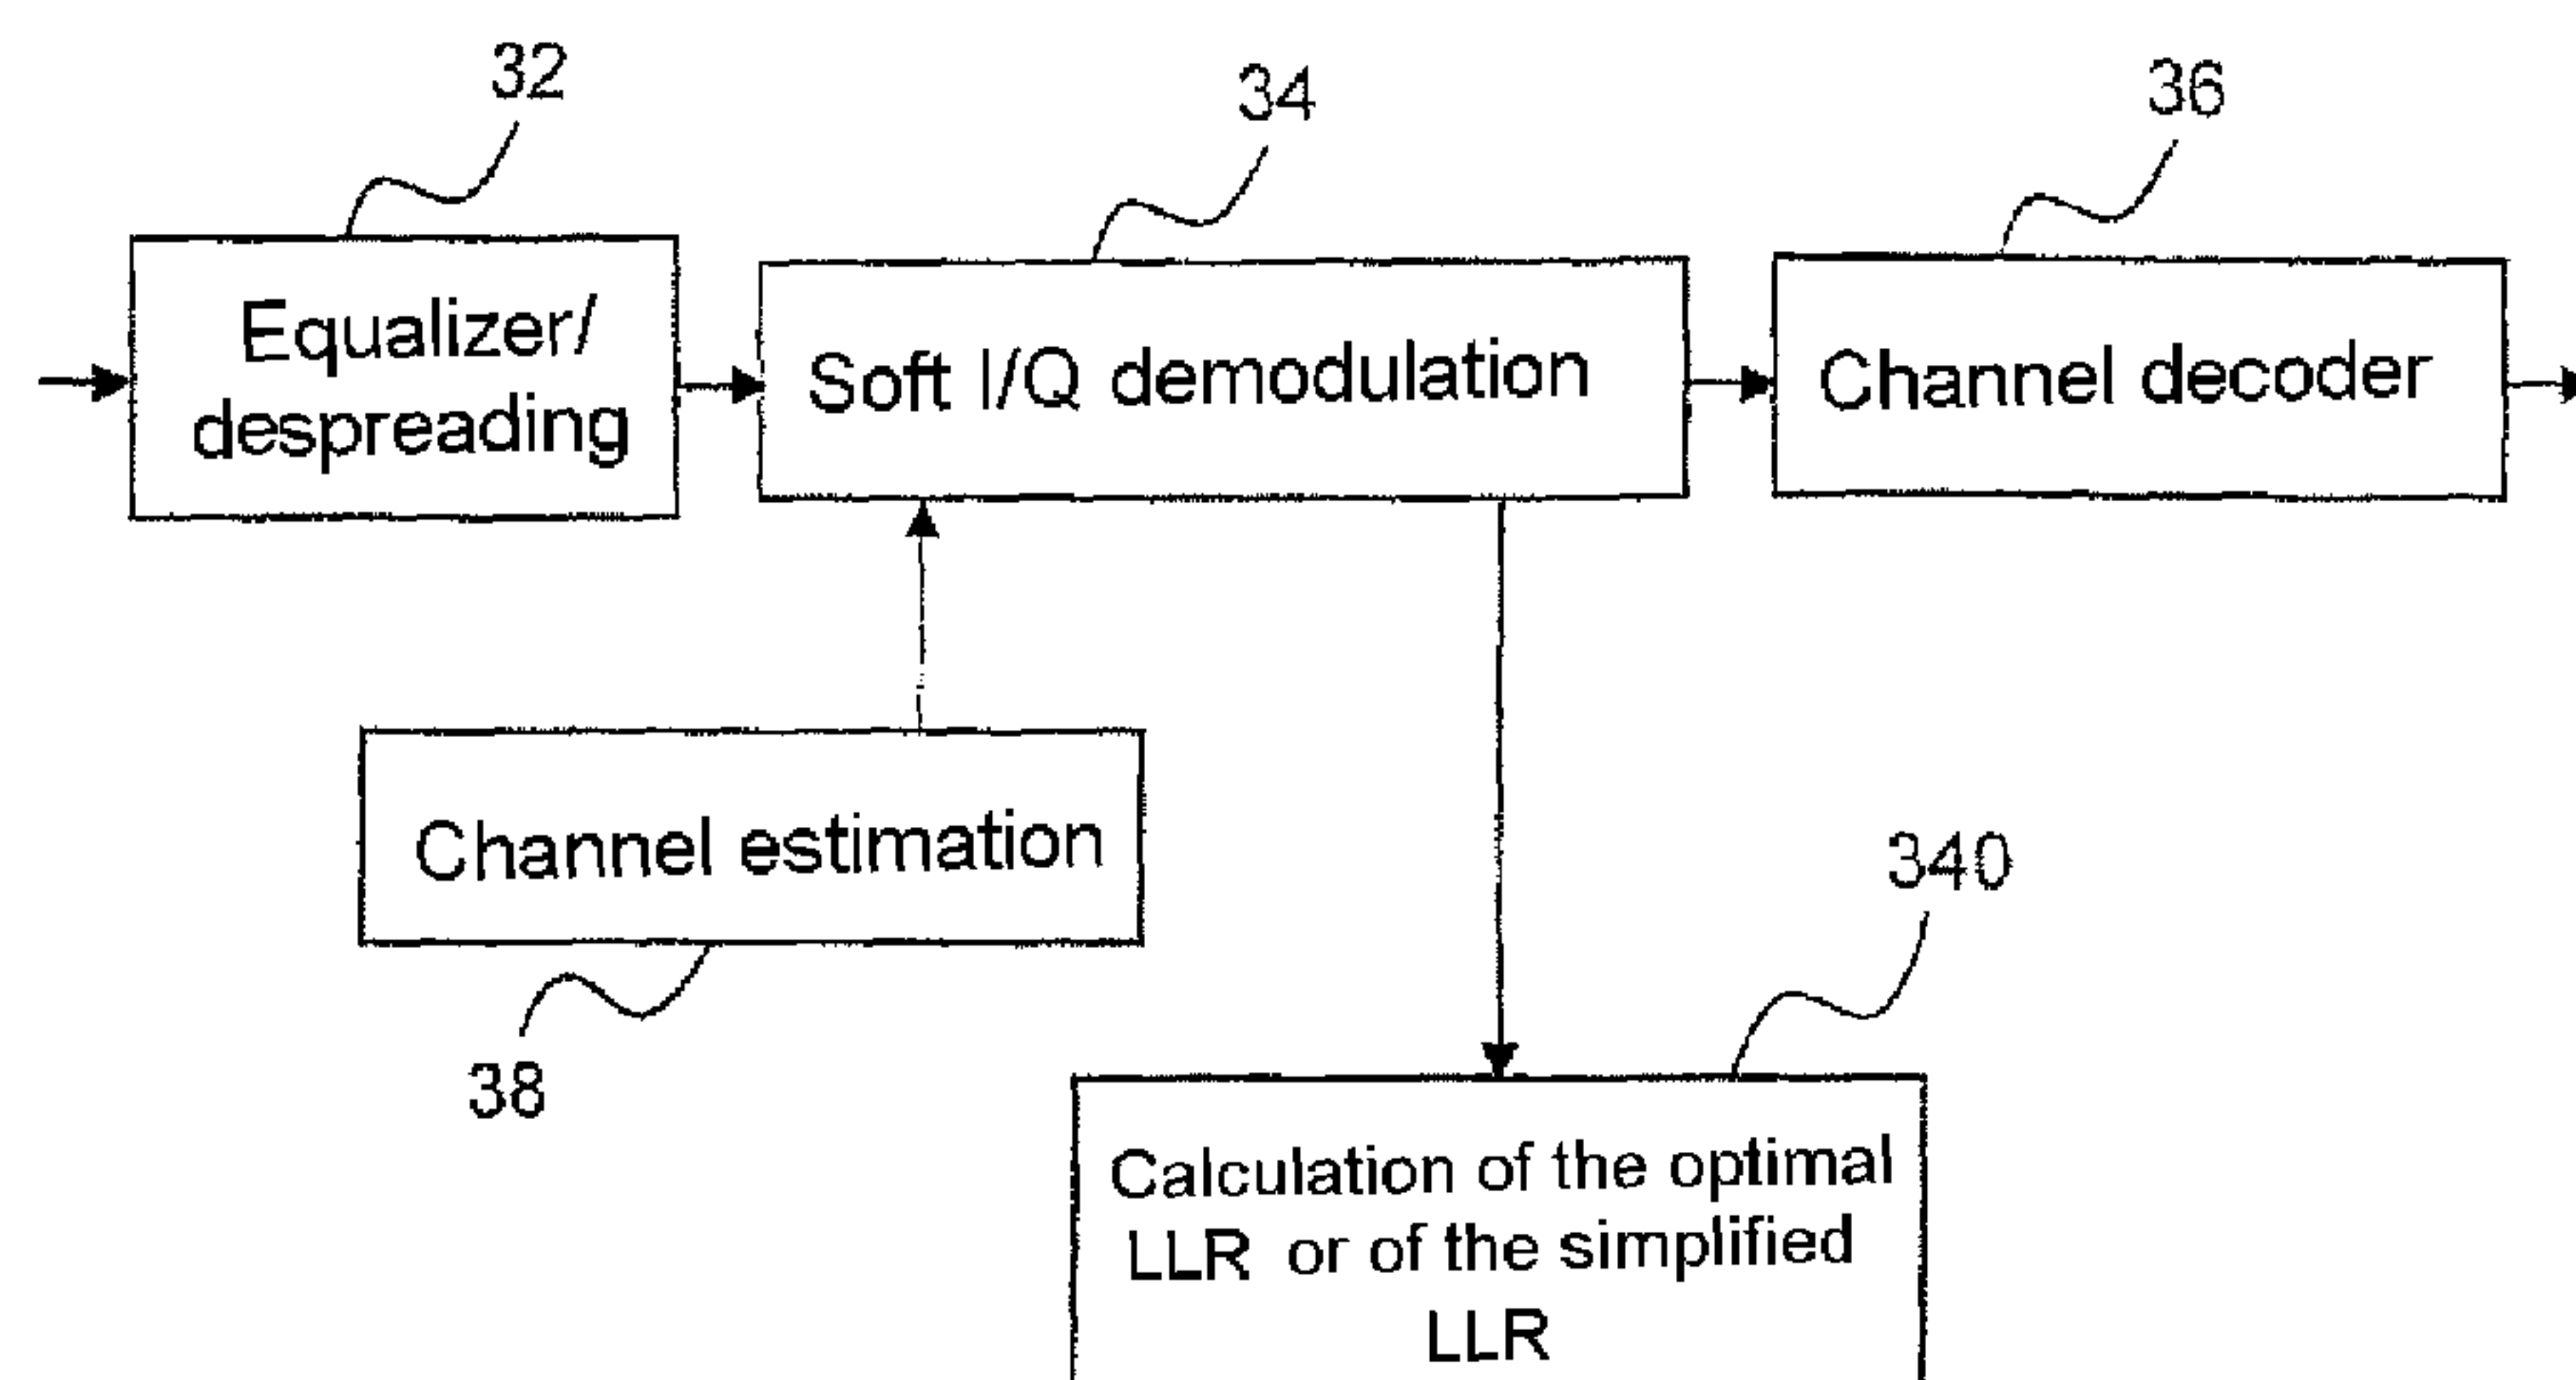 32
34
36
Equalizer/
despreading
Soft I/Q demodulation
Channel decoder
Channel estimation
38
340
Calculation of the optimal
LLR or of the simplified
LLR